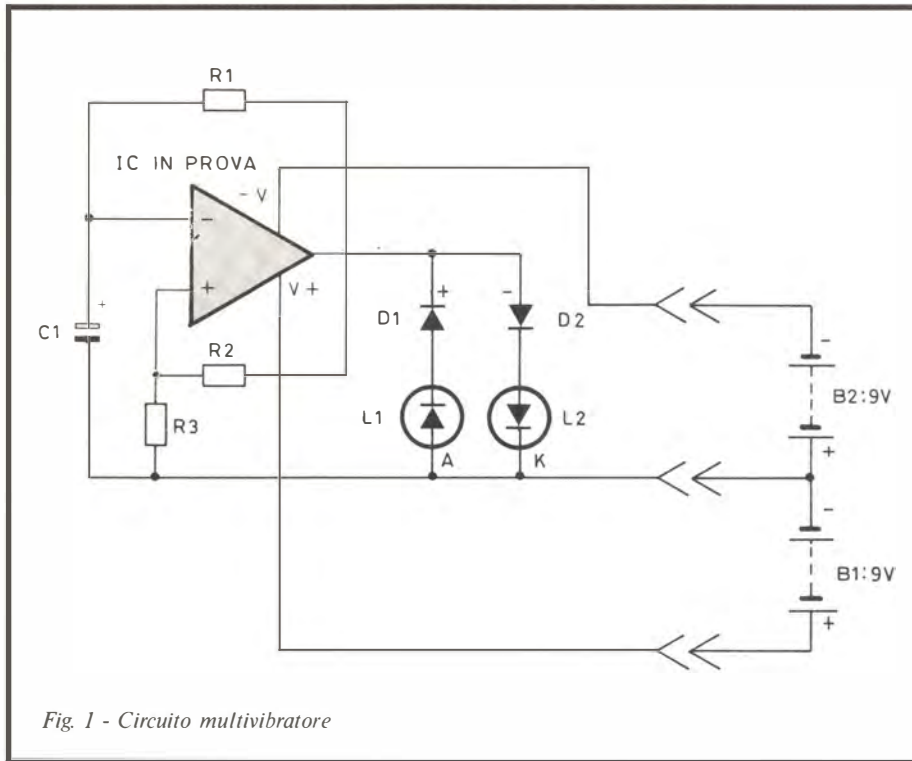 R1
IC IN PROVA
- V
-
+
V +
+
C1
R2
R3
+
-
D1
D2
L1
L2
A
K
-
B2:9V
+
-
B1:9V
+
Fig. 1 - Circuito multivibratore